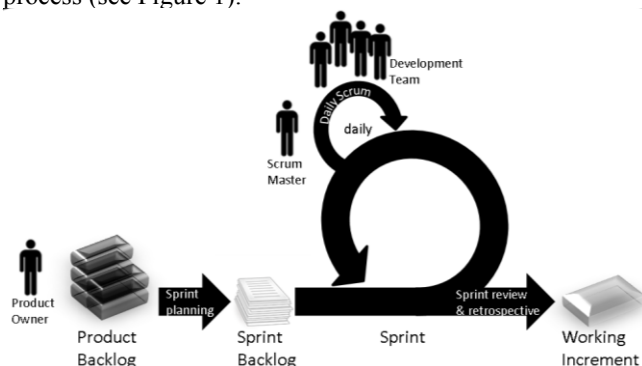 process (see Figure 1).
Development
Team
Daily Scrum
daily
Scrum
Master
Product
Owner
Sprint
planning
Sprint review
& retrospective
Product
Backlog
Sprint
Backlog
Sprint
Working
Increment